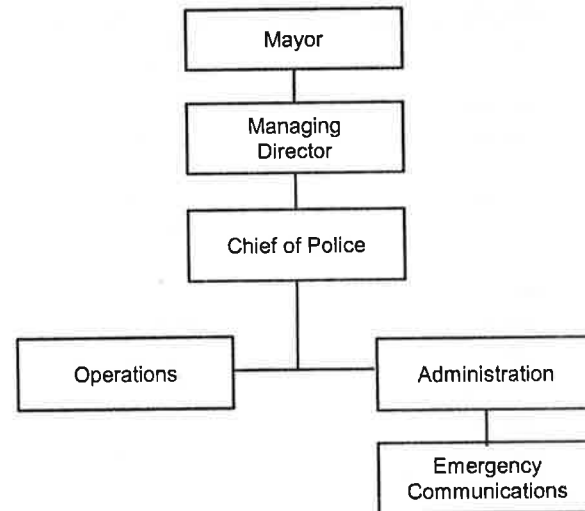 Mayor
Managing
Director
Chief of Police
Operations
Administration
Emergency
Communications